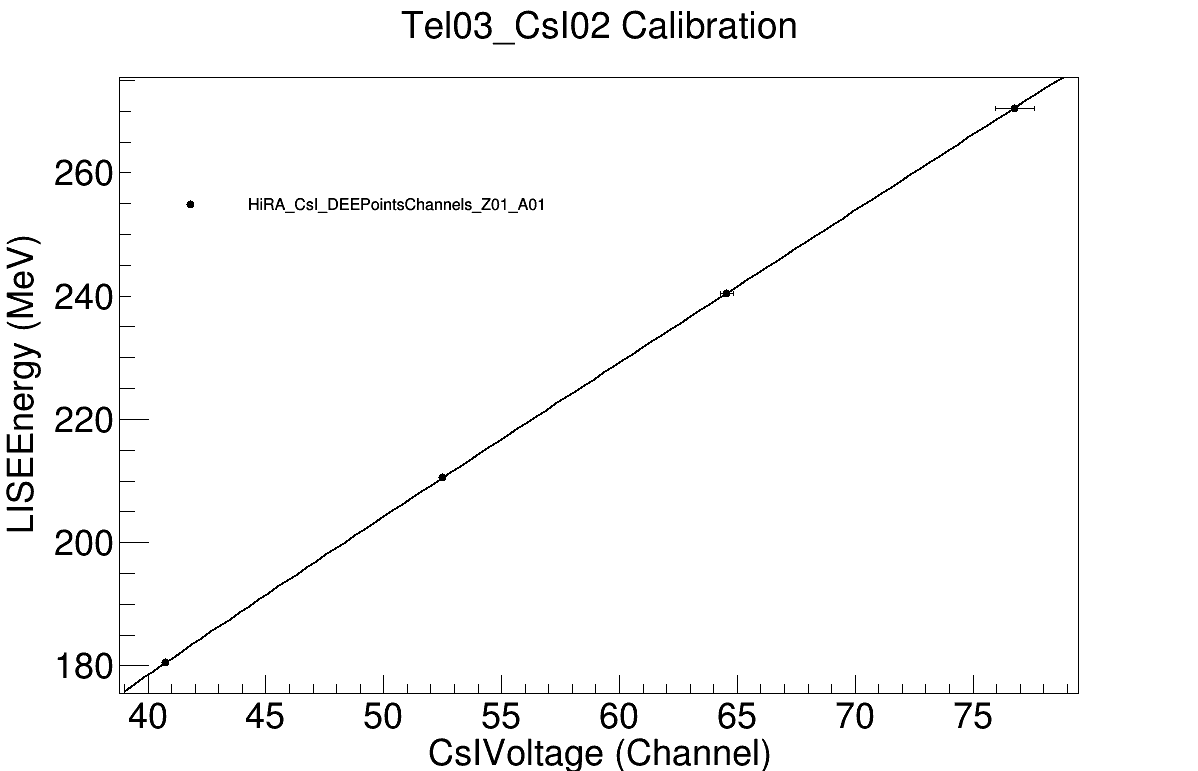 Tel03_CsI02 Calibration
LISEEnergy (MeV)
260
240
220
200
180
HiRA_CsI_DEEPointsChannels_Z01_A01
40 45 50 55 60 65 70 75
CsIVoltage (Channel)